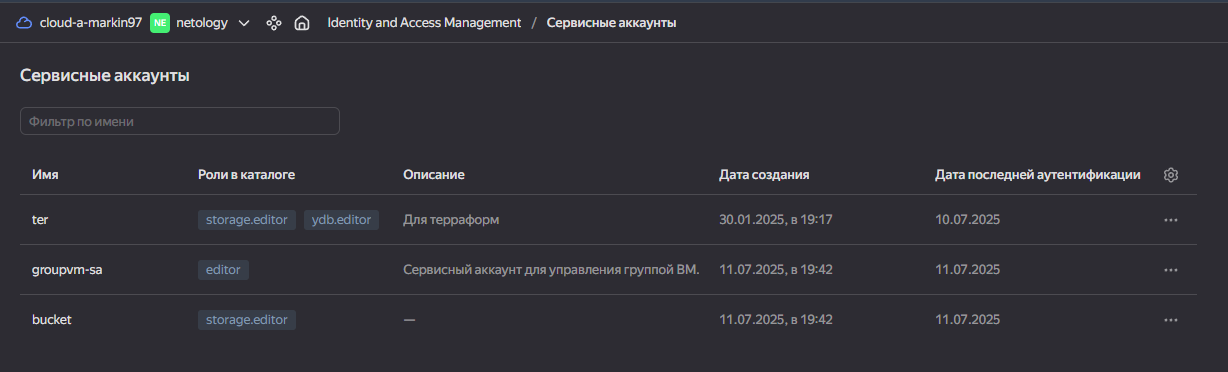 cloud-a-markin97 NE netology Identity and Access Management / Сервисные аккаунты
Сервисные аккаунты
Фильтр по имени
Имя Роли в каталоге Описание Дата создания Дата последней аутентификации
ter storage.editor ydb.editor Для терраформ 30.01.2025, в 19:17 10.07.2025
groupvm-sa editor Сервисный аккаунт для управления группой ВМ. 11.07.2025, в 19:42 11.07.2025
bucket storage.editor — 11.07.2025, в 19:42 11.07.2025